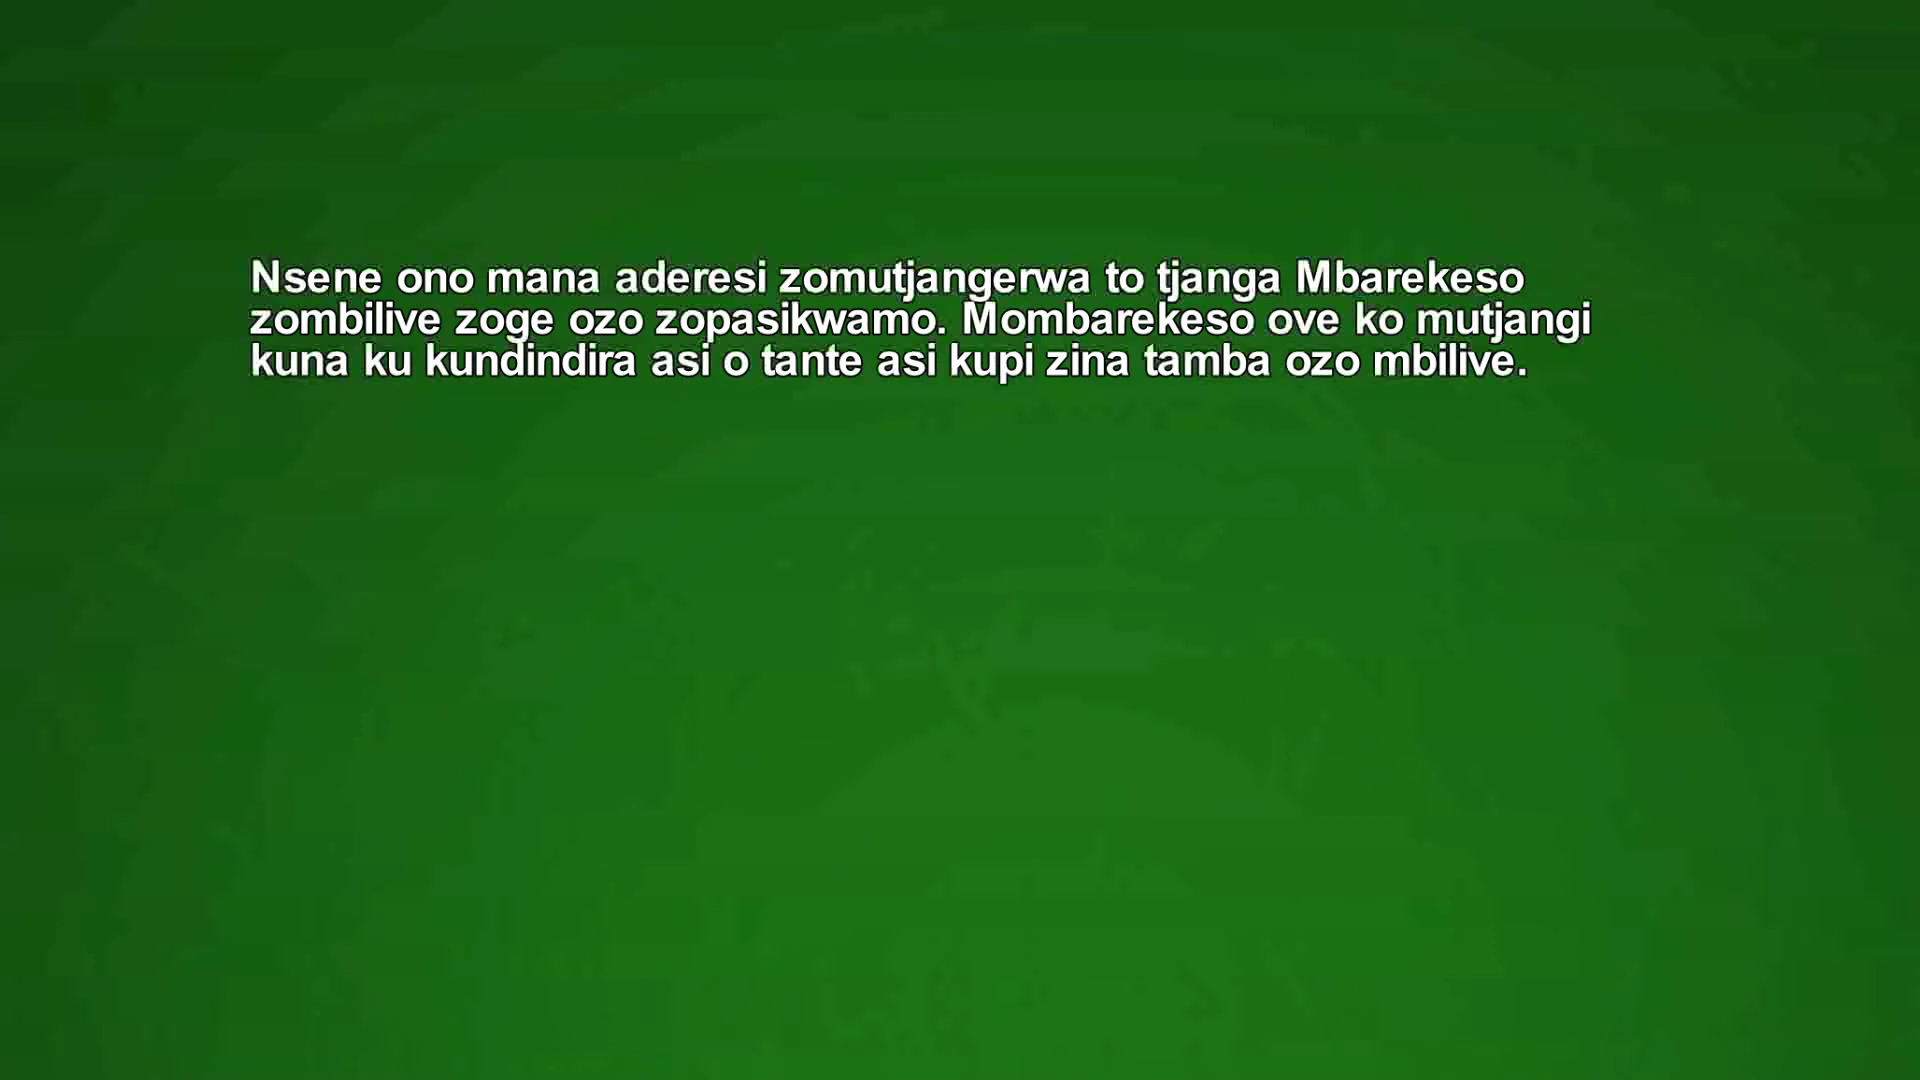 Nsene ono mana aderesi zomutjangerwa to tjanga Mbarekeso
zombilive zoge ozo zopasikwamo. Mombarekeso ove ko mutjangi
kuna ku kundindira asi o tante asi kupi zina tamba ozo mbilive.